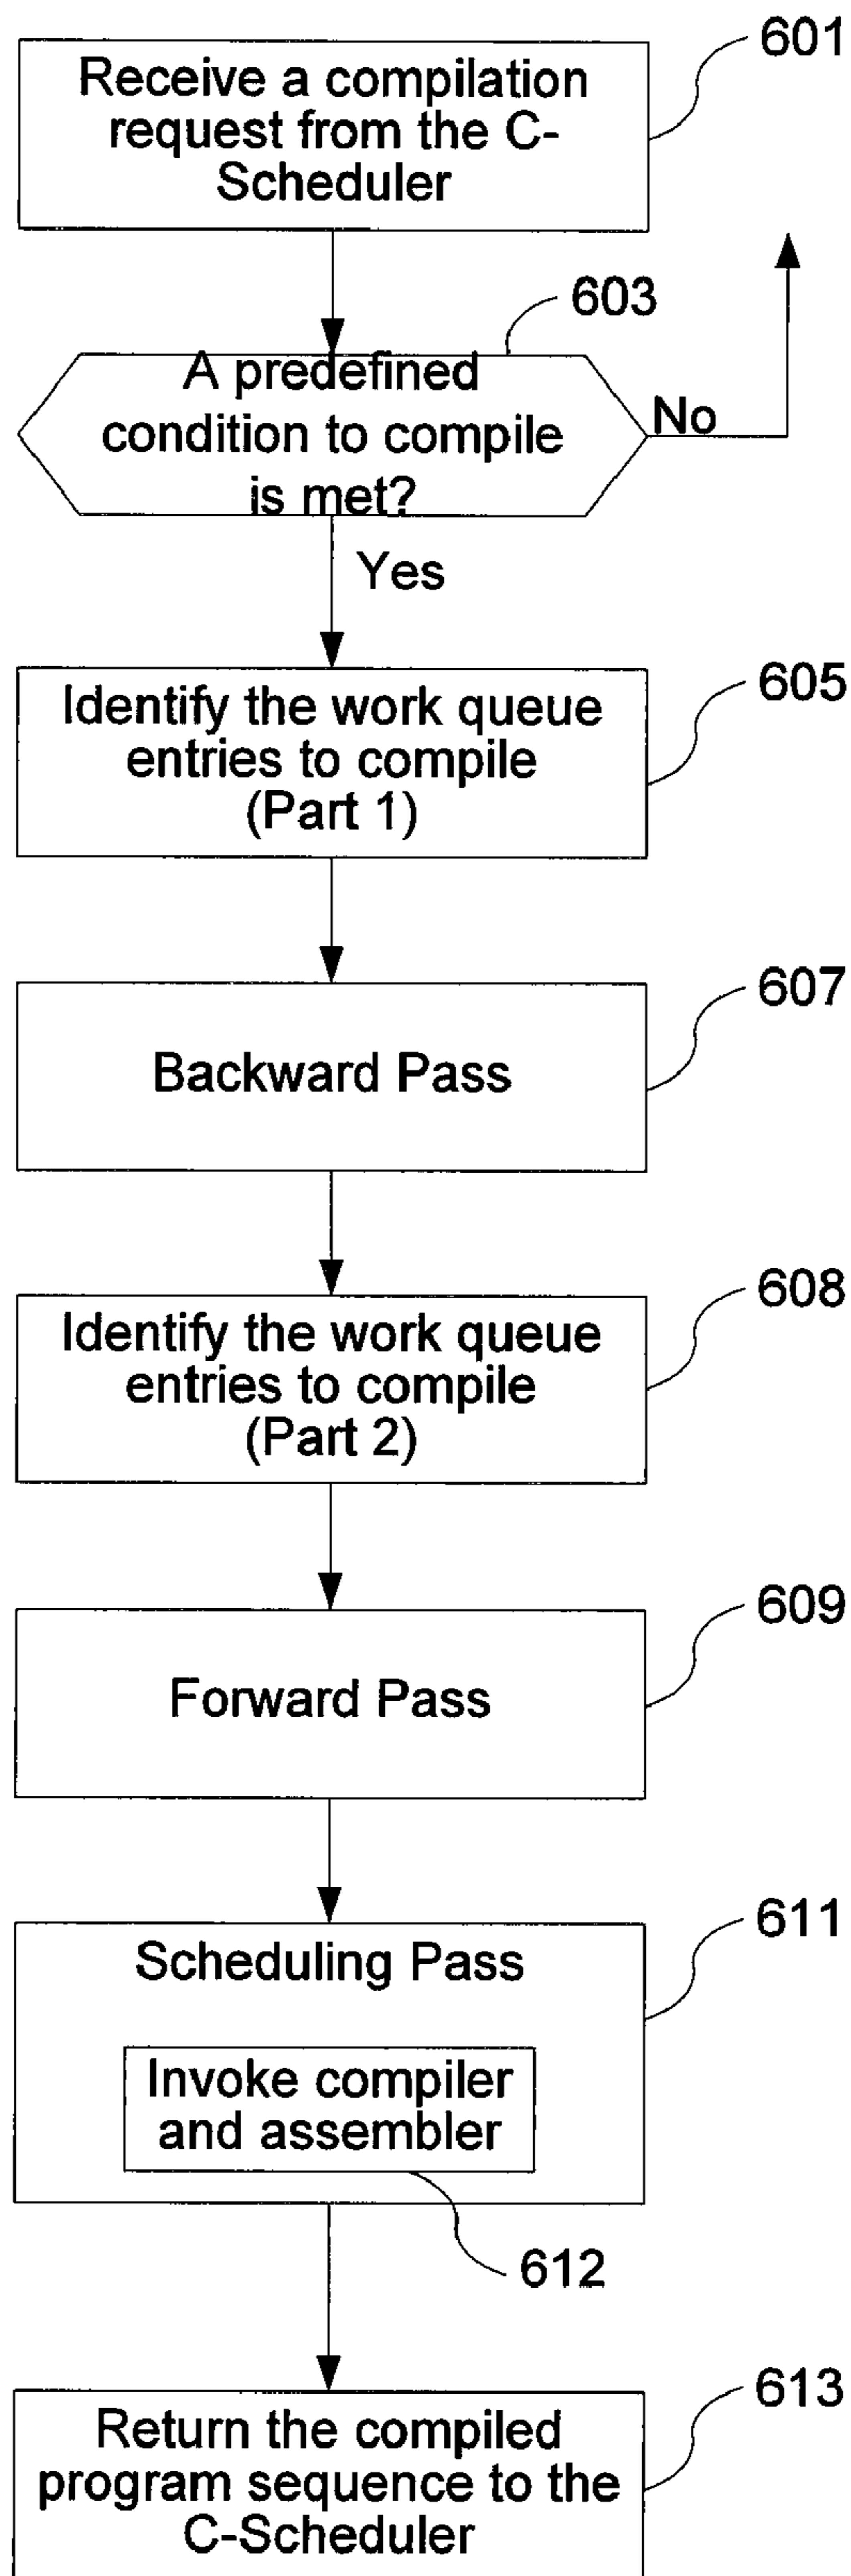 601
Receive a compilation
request from the C-
Scheduler
603
A predefined
condition to compile
is met?
No
Yes
605
Identify the work queue
entries to compile
(Part 1)
607
Backward Pass
608
Identify the work queue
entries to compile
(Part 2)
609
Forward Pass
611
Scheduling Pass
Invoke compiler
and assembler
612
613
Return the compiled
program sequence to the
C-Scheduler